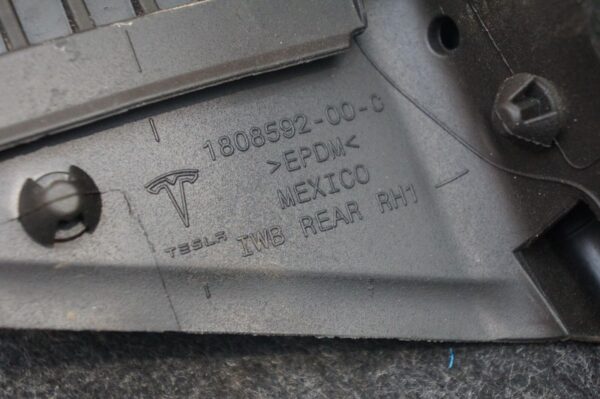 1808592-00-C
>EPDM<
MEXICO
IWB REAR RH1
TESLA